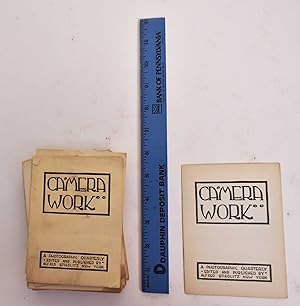 CAMERA
WORK
A PHOTOGRAPHIC QUARTERLY
EDITED AND PUBLISHED BY
ALFRED STIEGLITZ NEW YORK
BANK OF PENNSYLVANIA
DAUPHIN DEPOSIT BANK
CAMERA
WORK
A PHOTOGRAPHIC QUARTERLY
EDITED AND PUBLISHED BY
ALFRED STIEGLITZ NEW YORK